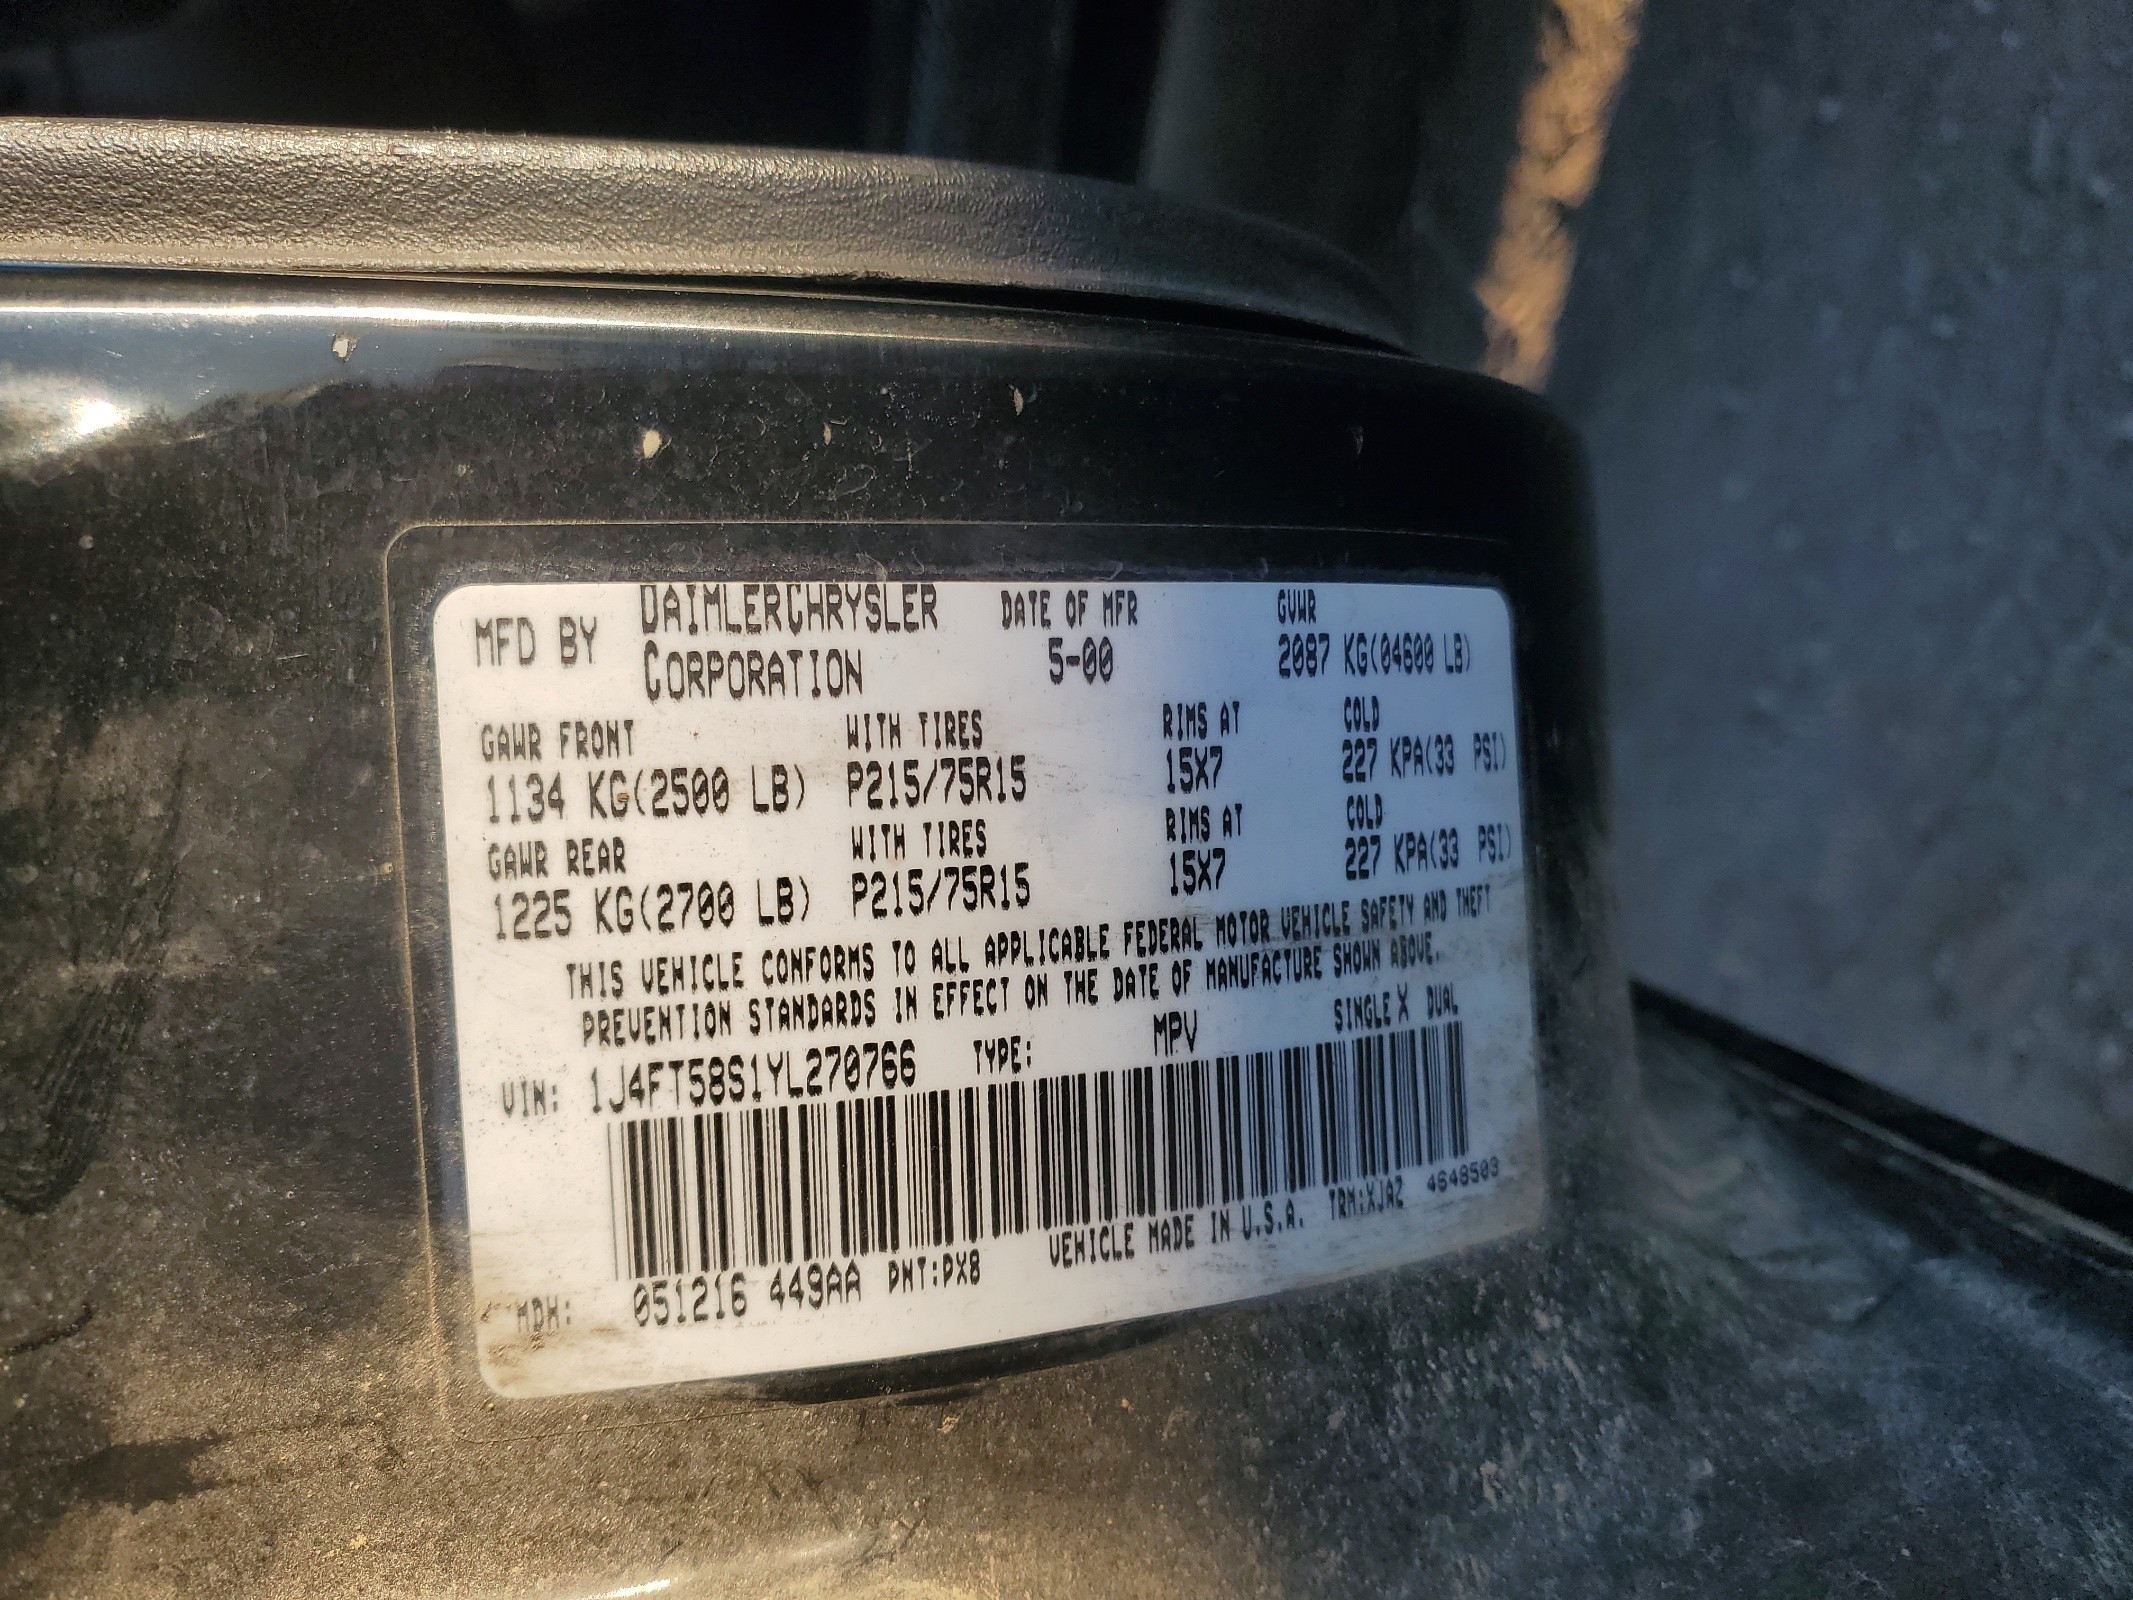 MFD BY DAIMLERCHRYSLER CORPORATION DATE OF MFR 5-00 GVWR 2087 KG(04600 LB)
GAWR FRONT WITH TIRES RIMS AT COLD
1134 KG(2500 LB) P215/75R15 15X7 227 KPA(33 PSI)
GAWR REAR WITH TIRES RIMS AT COLD
1225 KG(2700 LB) P215/75R15 15X7 227 KPA(33 PSI)
THIS VEHICLE CONFORMS TO ALL APPLICABLE FEDERAL MOTOR VEHICLE SAFETY AND THEFT
PREVENTION STANDARDS IN EFFECT ON THE DATE OF MANUFACTURE SHOWN ABOVE.
VIN: 1J4FT58S1YL270766 TYPE: MPV SINGLE X DUAL
MDH: 051216 449AA PNT:PX8 VEHICLE MADE IN U.S.A. TRM:XJAZ 4648503